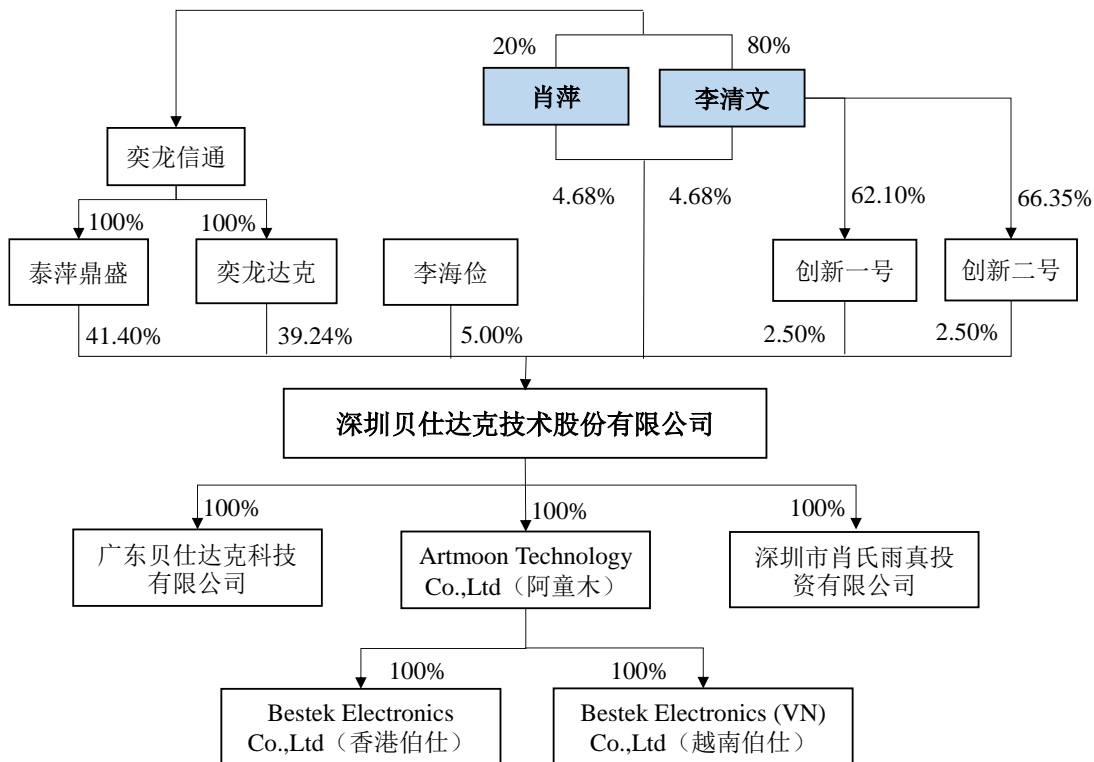 20%
80%
肖萍
李清文
奕龙信通
4.68%
4.68%
62.10%
66.35%
100%
100%
泰萍鼎盛
奕龙达克
李海俭
创新一号
创新二号
41.40%
39.24%
5.00%
2.50%
2.50%
深圳贝仕达克技术股份有限公司
100%
100%
100%
广东贝仕达克科技
有限公司
Artmoon Technology
Co.,Ltd（阿童木）
深圳市肖氏雨真投
资有限公司
100%
100%
Bestek Electronics
Co.,Ltd（香港伯仕）
Bestek Electronics (VN)
Co.,Ltd（越南伯仕）